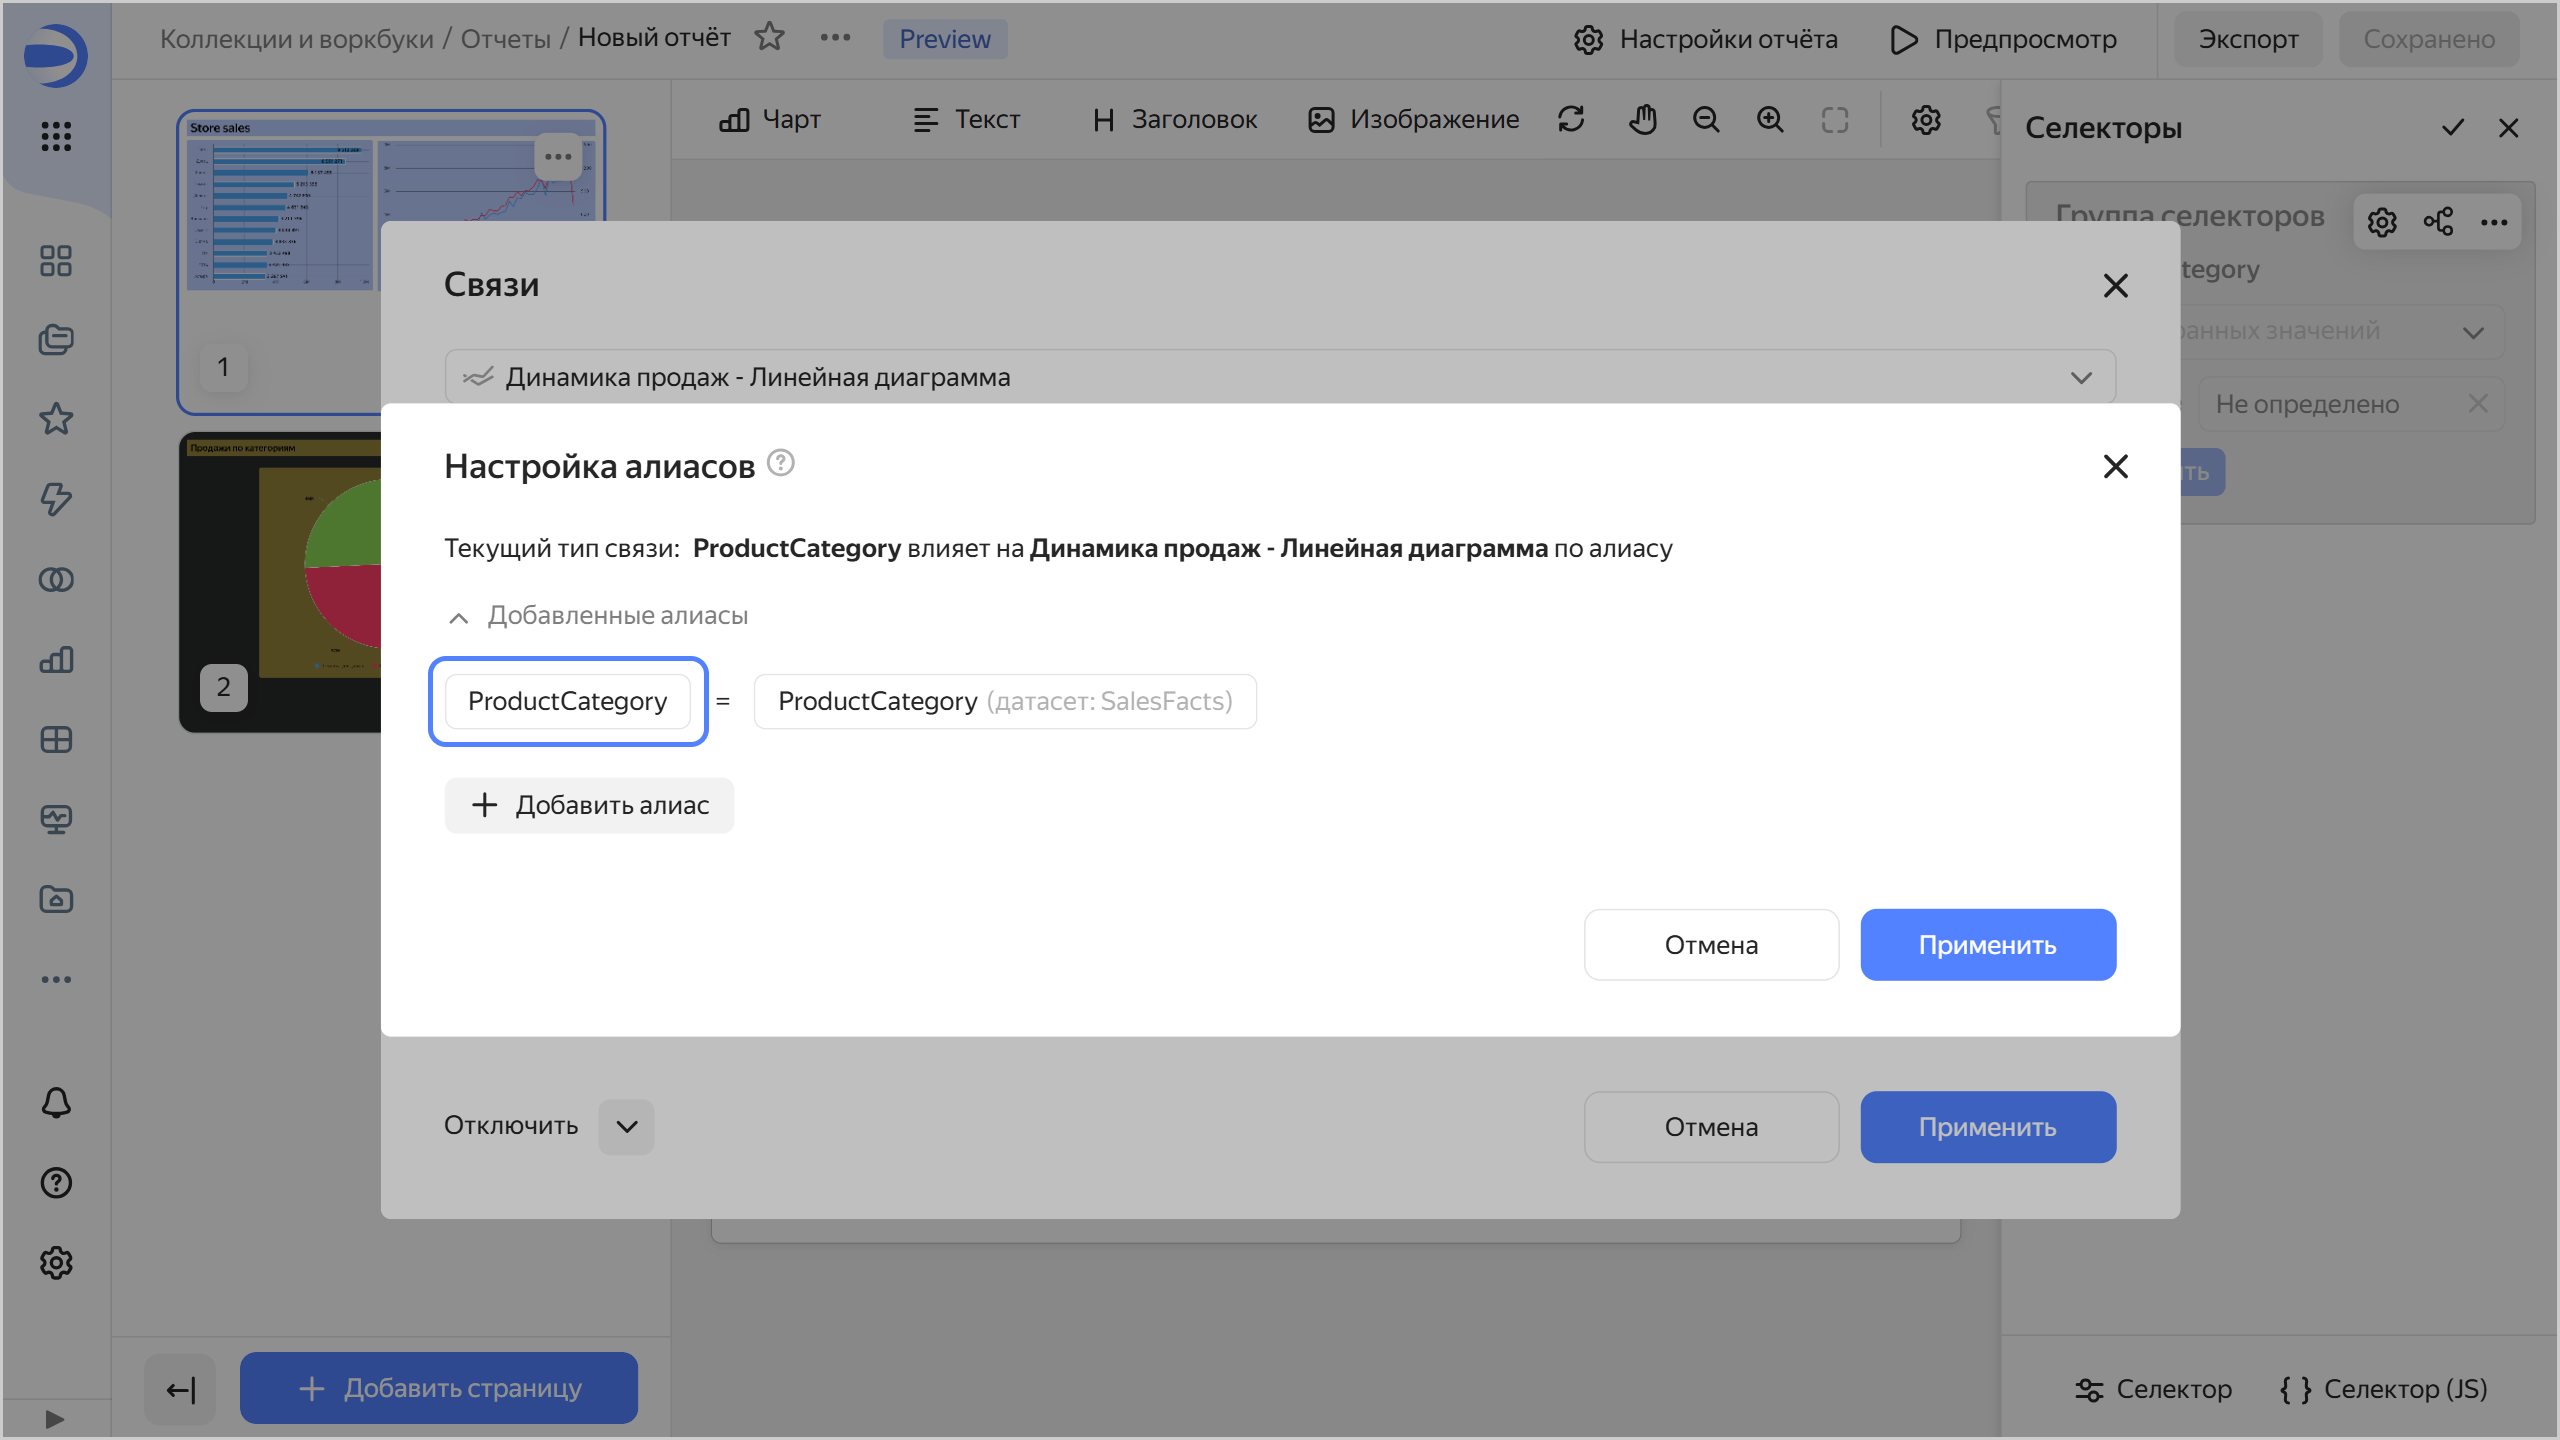 Коллекции и воркбуки / Отчеты / Новый отчёт
Preview
Настройки отчёта
Предпросмотр
Экспорт
Сохранено
Чарт
Текст
Заголовок
Изображение
Селекторы
Store sales
1
Продажи по категориям
2
Группа селекторов
tegory
Не определено
Связи
Динамика продаж - Линейная диаграмма
Настройка алиасов
Текущий тип связи: ProductCategory влияет на Динамика продаж - Линейная диаграмма по алиасу
Добавленные алиасы
ProductCategory = ProductCategory (датасет: SalesFacts)
Добавить алиас
Отмена
Применить
Отключить
Отмена
Применить
Добавить страницу
Селектор
{ } Селектор (JS)